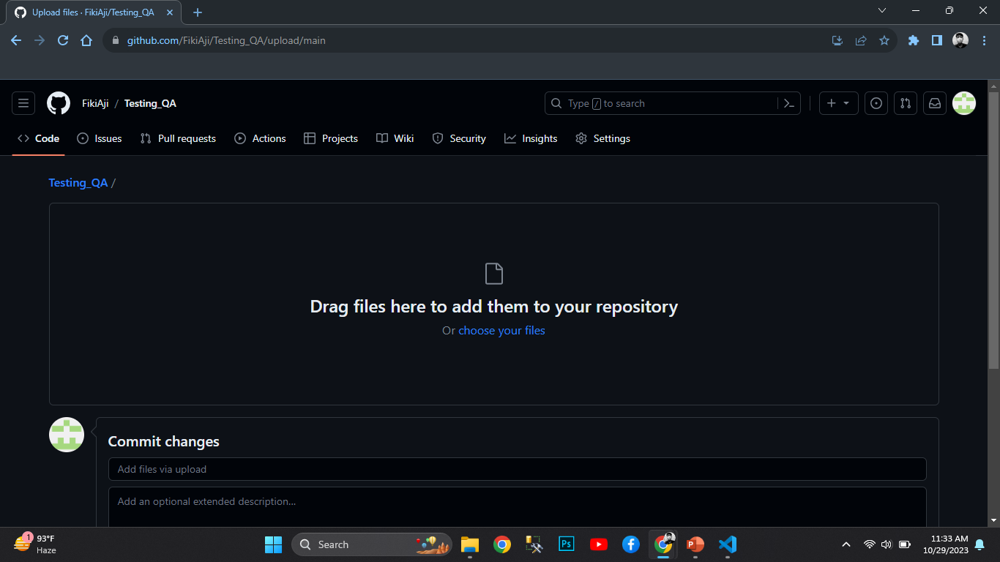 Upload files · FikiAji/Testing_QA
github.com/FikiAji/Testing_QA/upload/main
FikiAji / Testing_QA
Type / to search
Code Issues Pull requests Actions Projects Wiki Security Insights Settings
Testing_QA /
Drag files here to add them to your repository
Or choose your files
Commit changes
Add files via upload
Add an optional extended description...
1
93°F
Haze
Search
Ps
P
11:33 AM
10/29/2023